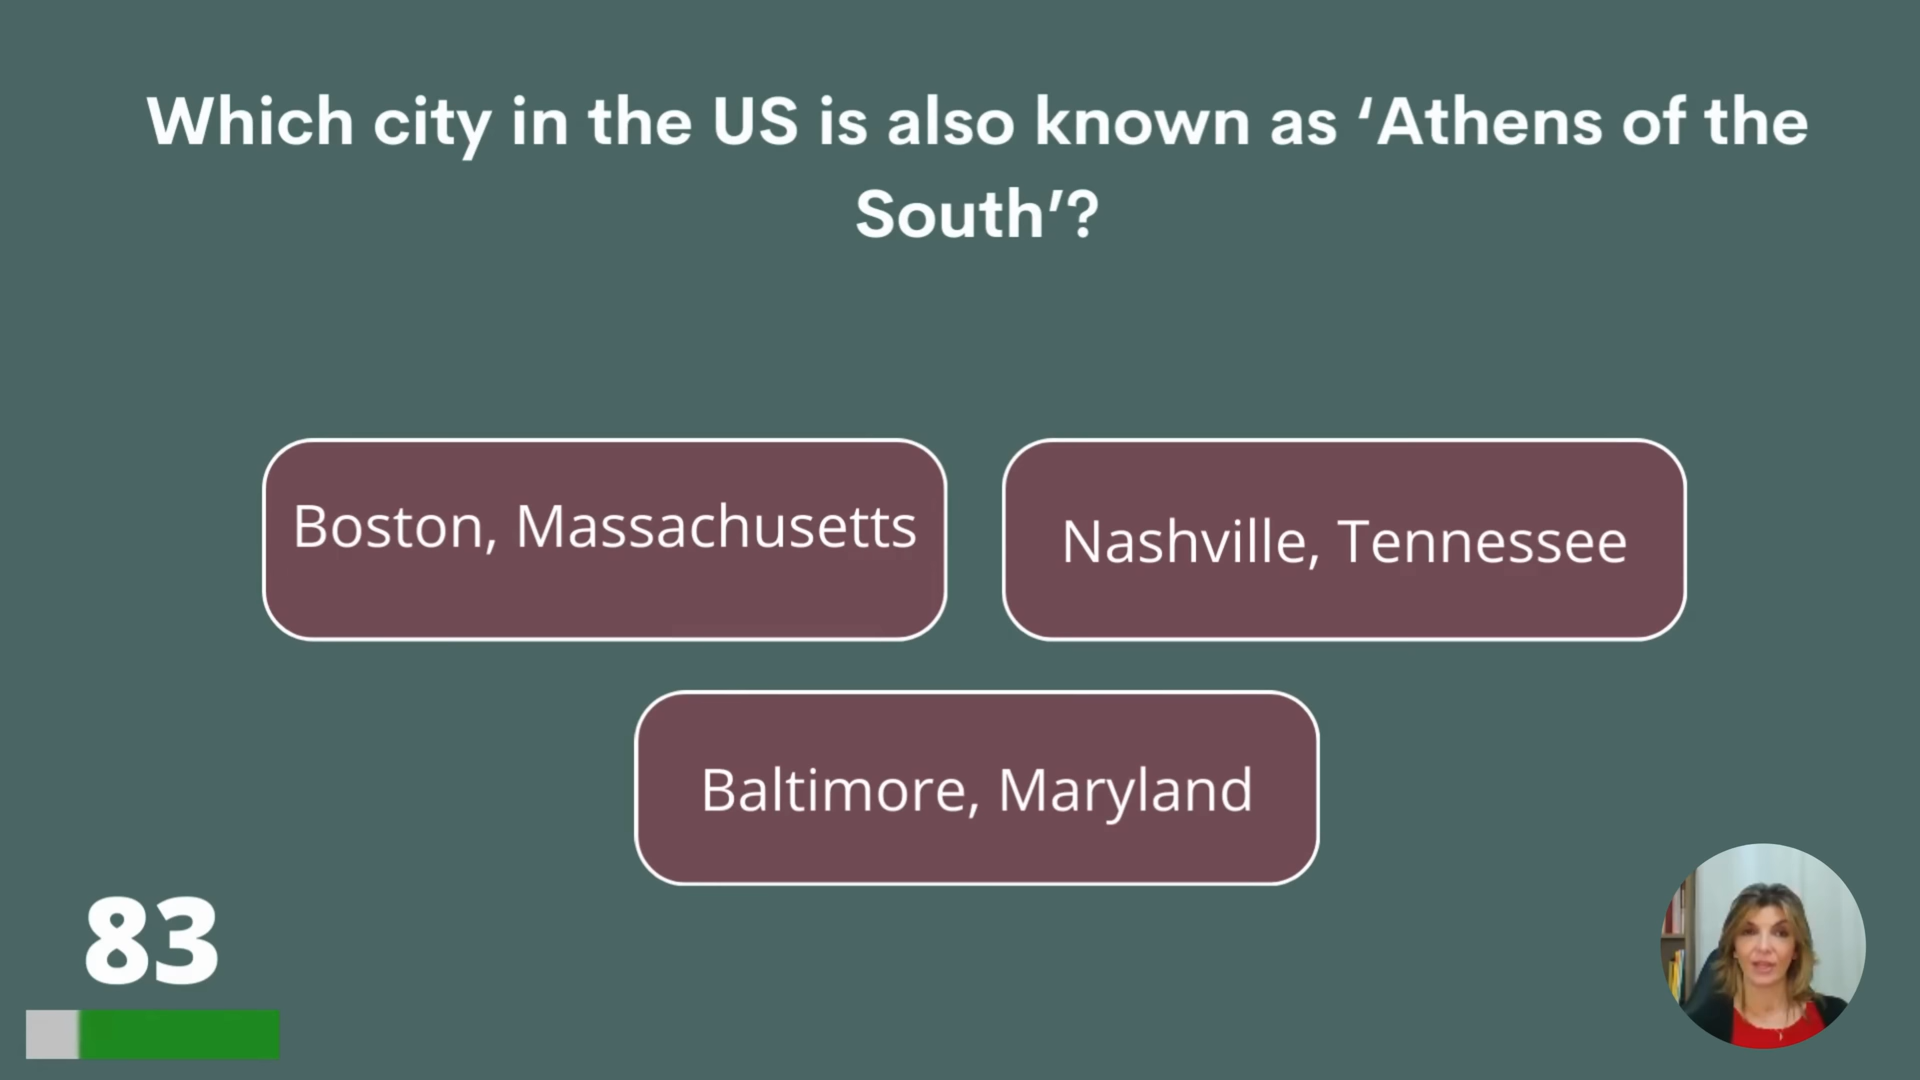 Which city in the US is also known as ‘Athens of the
South’?
Boston, Massachusetts
Nashville, Tennessee
Baltimore, Maryland
83